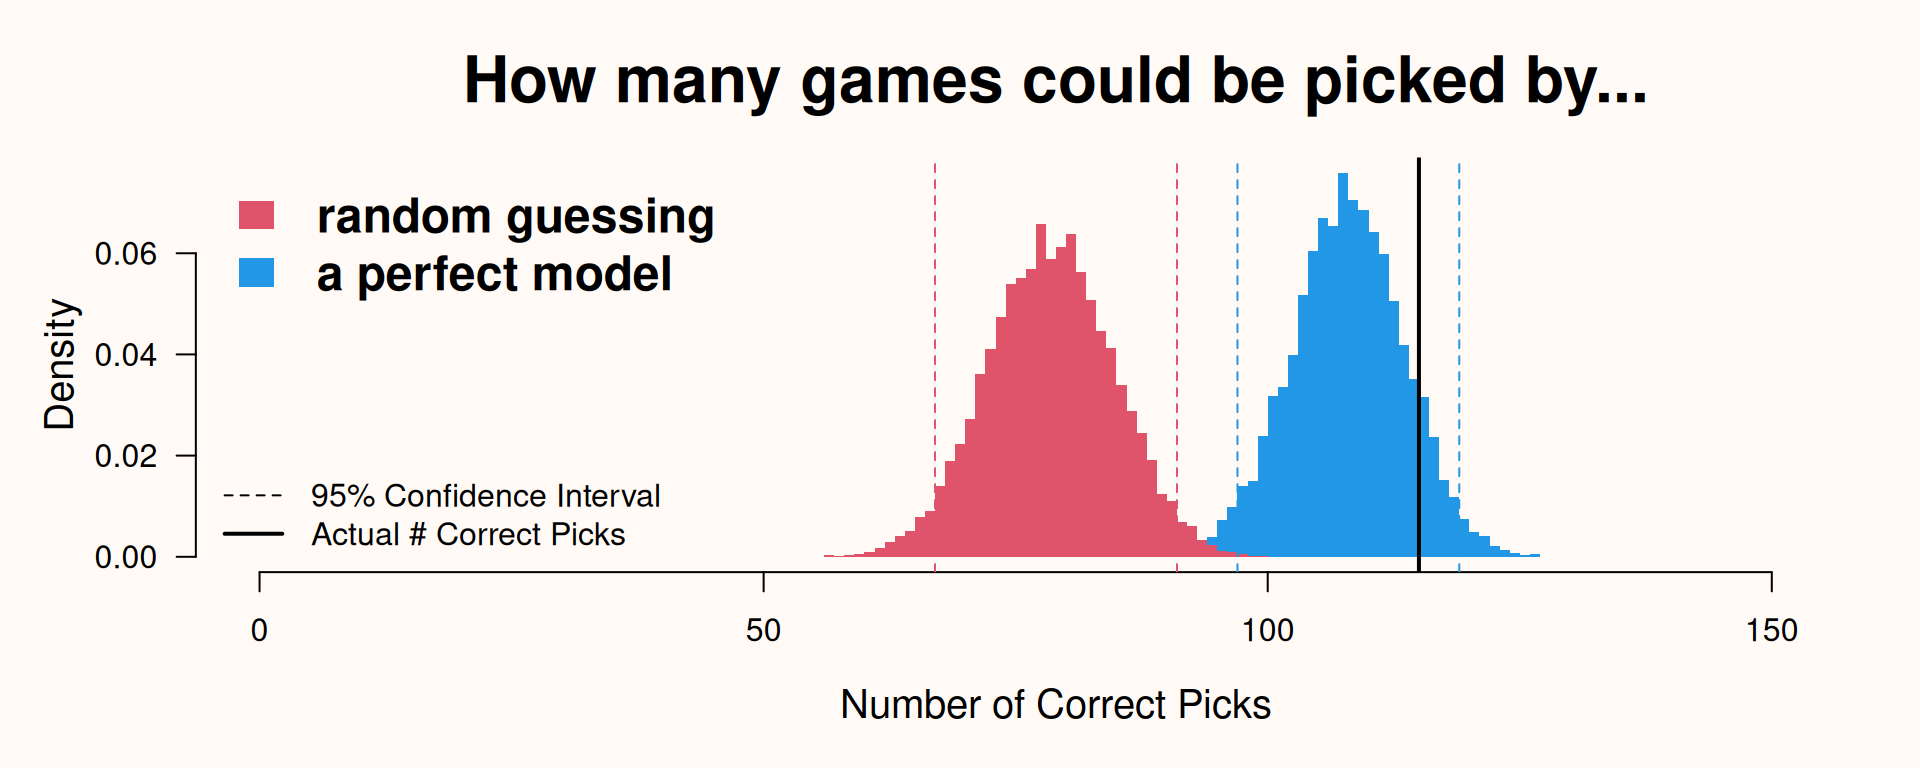 How many games could be picked by...
random guessing
a perfect model
0.06
0.04
0.02
0.00
Density
95% Confidence Interval
Actual # Correct Picks
0 50 100 150
Number of Correct Picks